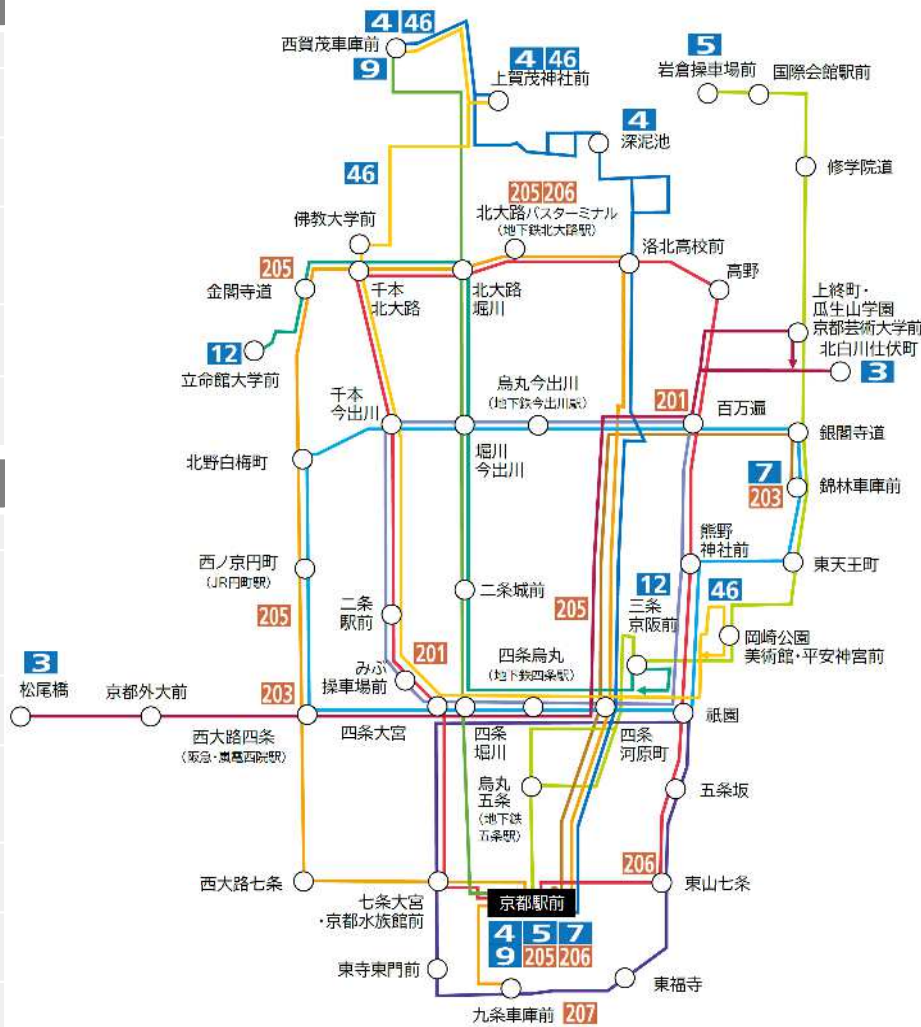 4 46
西賀茂車庫前
9
4 46
上賀茂神社前
5
岩倉操車場前
国際会館駅前
4
深泥池
修学院道
46
205 206
北大路バスターミナル
(地下鉄北大路駅)
佛教大学前
洛北高校前
205
金閣寺道
千本
北大路
北大路
堀川
高野
上終町・
瓜生山学園
京都芸術大学前
北白川仕伏町
3
12
立命館大学前
千本
今出川
烏丸今出川
(地下鉄今出川駅)
201
百万遍
北野白梅町
堀川
今出川
銀閣寺道
7
203
錦林車庫前
熊野
神社前
西ノ京円町
(JR円町駅)
二条城前
東天王町
205
二条
駅前
205
12
三条
京阪前
46
岡崎公園
美術館・平安神宮前
みぶ
操車場前
201
四条烏丸
(地下鉄四条駅)
3
松尾橋
京都外大前
203
西大路四条
(阪急・嵐電西院駅)
四条大宮
四条
堀川
四条
河原町
祇園
烏丸
五条
(地下鉄
五条駅)
五条坂
西大路七条
七条大宮
・京都水族館前
京都駅前
4 5 7
9 205 206
206
東山七条
東寺東門前
九条車庫前 207
東福寺